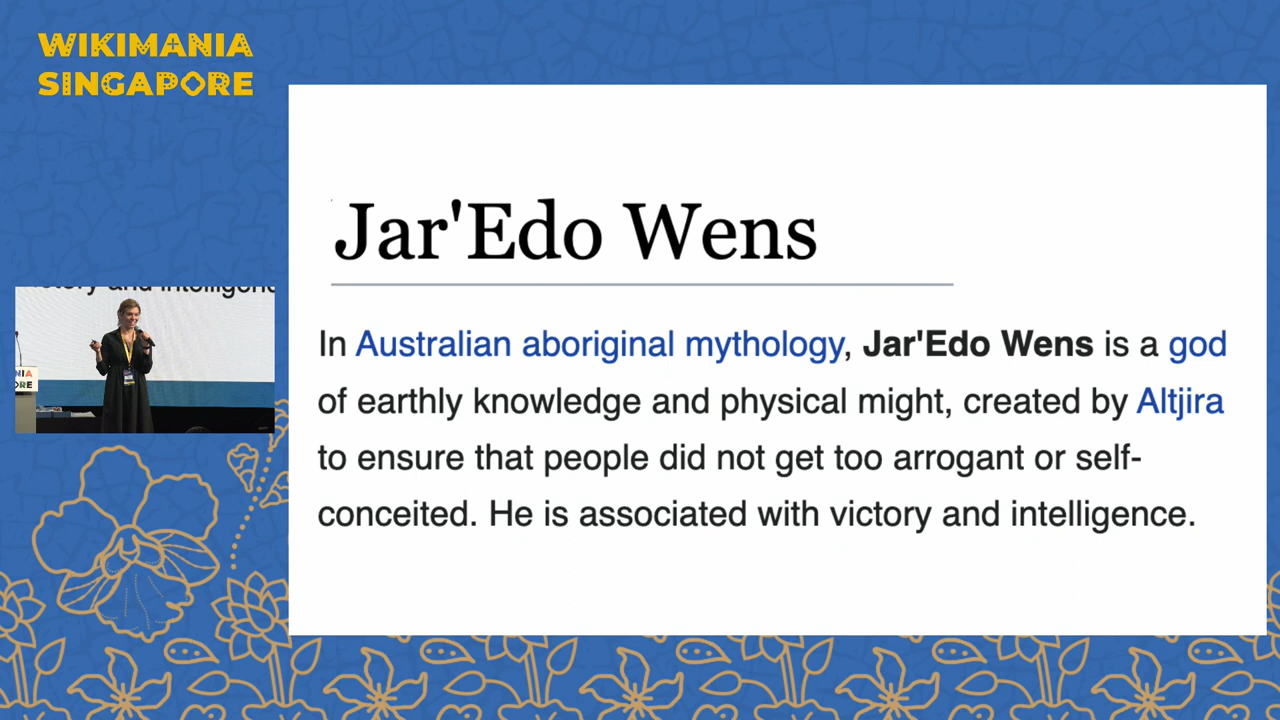 WIKIMANIA
SINGAPORE
Jar'Edo Wens
In Australian aboriginal mythology, Jar'Edo Wens is a god
of earthly knowledge and physical might, created by Altjira
to ensure that people did not get too arrogant or self-
conceited. He is associated with victory and intelligence.